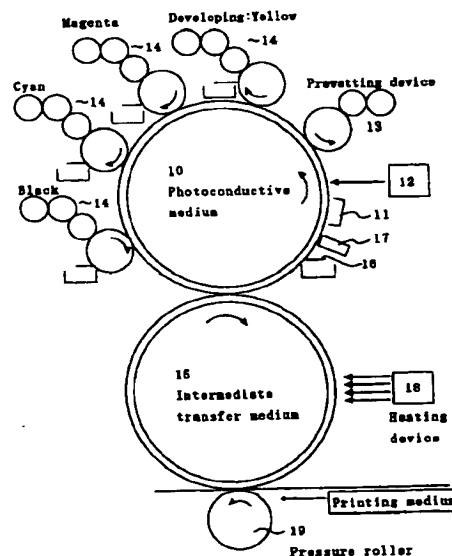 Developing:Yellow
Magenta
~14
~14
Prewetting device
Cyan
~14
13
Black
~14
10
Photoconductive
medium
12
11
17
16
15
Intermediate
transfer medium
18
Heating
device
Printing medium
19
Pressure roller